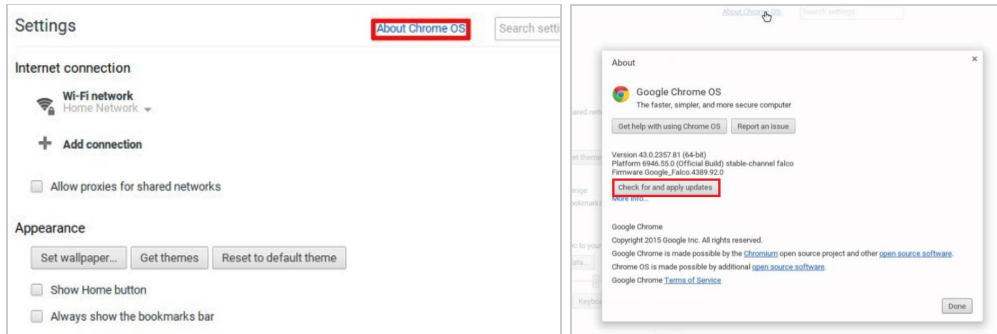 Settings
About Chrome OS
Search setti
Internet connection
Wi-Fi network
Home Network
Add connection
Allow proxies for shared networks
Appearance
Set wallpaper...
Get themes
Reset to default theme
Show Home button
Always show the bookmarks bar
About Chrome OS
Search settings
About
Google Chrome OS
The faster, simpler, and more secure computer
Get help with using Chrome OS
Report an issue
Version 43.0.2357.81 (64-bit)
Platform 6946.55.0 (Official Build) stable-channel falco
Firmware Google_Falco.4389.92.0
Check for and apply updates
More info...
Google Chrome
Copyright 2015 Google Inc. All rights reserved.
Google Chrome is made possible by the Chromium open source project and other open source software.
Chrome OS is made possible by additional open source software.
Google Chrome Terms of Service
Done